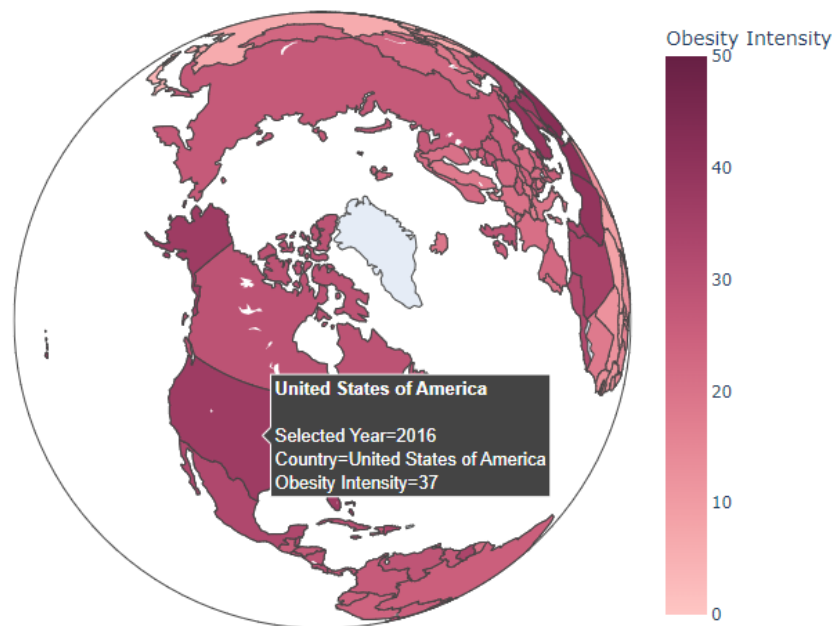 Obesity Intensity
50
40
30
20
10
0
United States of America
Selected Year=2016
Country=United States of America
Obesity Intensity=37